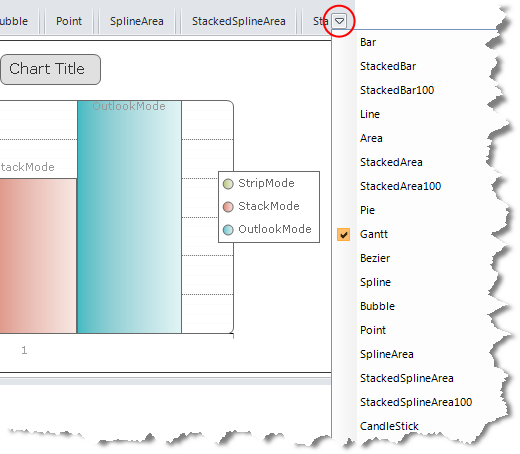 ubble Point SplineArea StackedSplineArea Sta
Chart Title
OutlookMode
tackMode
StripMode
StackMode
OutlookMode
1
Bar
StackedBar
StackedBar100
Line
Area
StackedArea
StackedArea100
Pie
Gantt
Bezier
Spline
Bubble
Point
SplineArea
StackedSplineArea
StackedSplineArea100
CandleStick